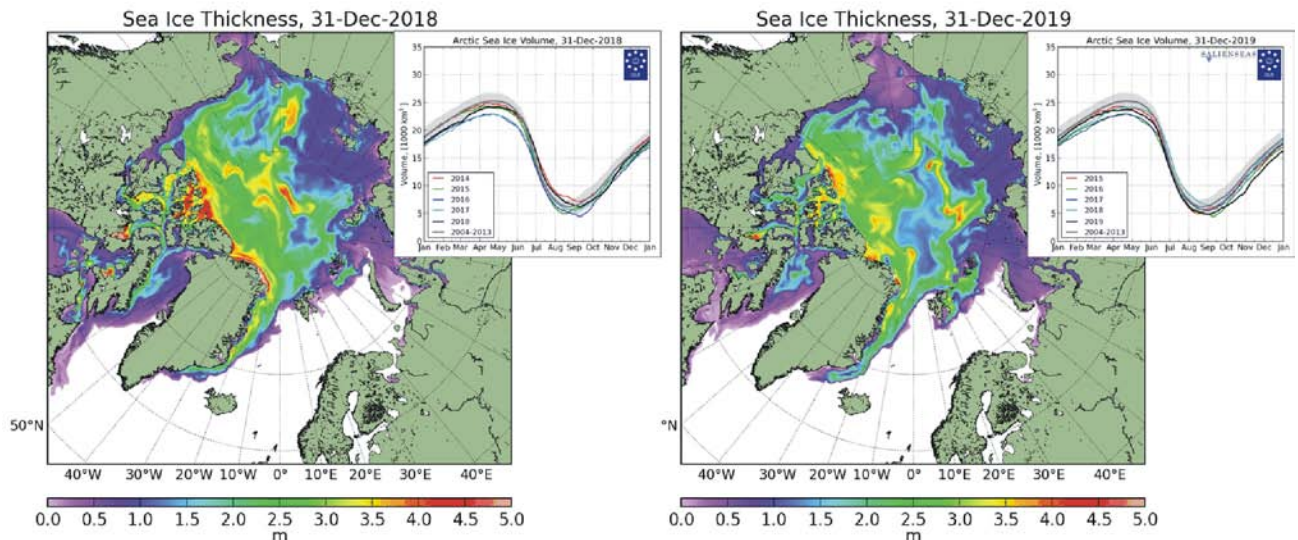 Sea Ice Thickness, 31-Dec-2018
Arctic Sea Ice Volume, 31-Dec-2018
Volume, [1000 km³]
35
30
25
20
15
10
5
0
2014
2015
2016
2017
2018
2004-2013
Jan Feb Mar Apr May Jun Jul Aug Sep Oct Nov Dec Jan
50°N
40°W 30°W 20°W 10°W 0° 10°E 20°E 30°E 40°E
0.0 0.5 1.0 1.5 2.0 2.5 3.0 3.5 4.0 4.5 5.0
m
Sea Ice Thickness, 31-Dec-2019
Arctic Sea Ice Volume, 31-Dec-2019
SALIENSEAS
Volume, [1000 km³]
35
30
25
20
15
10
5
0
2015
2016
2017
2018
2019
2004-2013
Jan Feb Mar Apr May Jun Jul Aug Sep Oct Nov Dec Jan
°N
40°W 30°W 20°W 10°W 0° 10°E 20°E 30°E 40°E
0.0 0.5 1.0 1.5 2.0 2.5 3.0 3.5 4.0 4.5 5.0
m